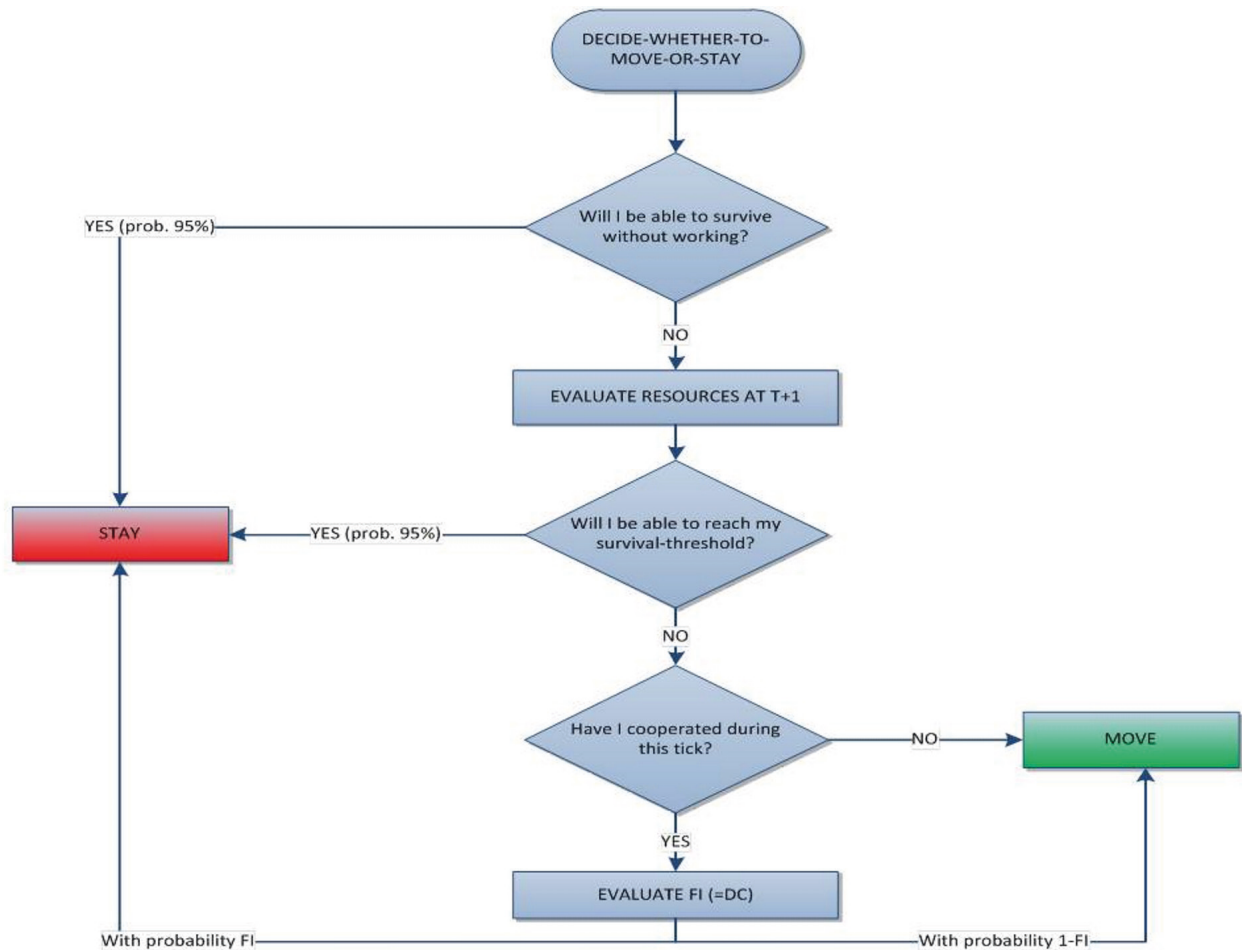 DECIDE-WHETHER-TO-
MOVE-OR-STAY
YES (prob. 95%)
Will I be able to survive
without working?
NO
EVALUATE RESOURCES AT T+1
STAY
YES (prob. 95%)
Will I be able to reach my
survival-threshold?
NO
Have I cooperated during
this tick?
NO
MOVE
YES
EVALUATE FI (=DC)
With probability FI
With probability 1-FI